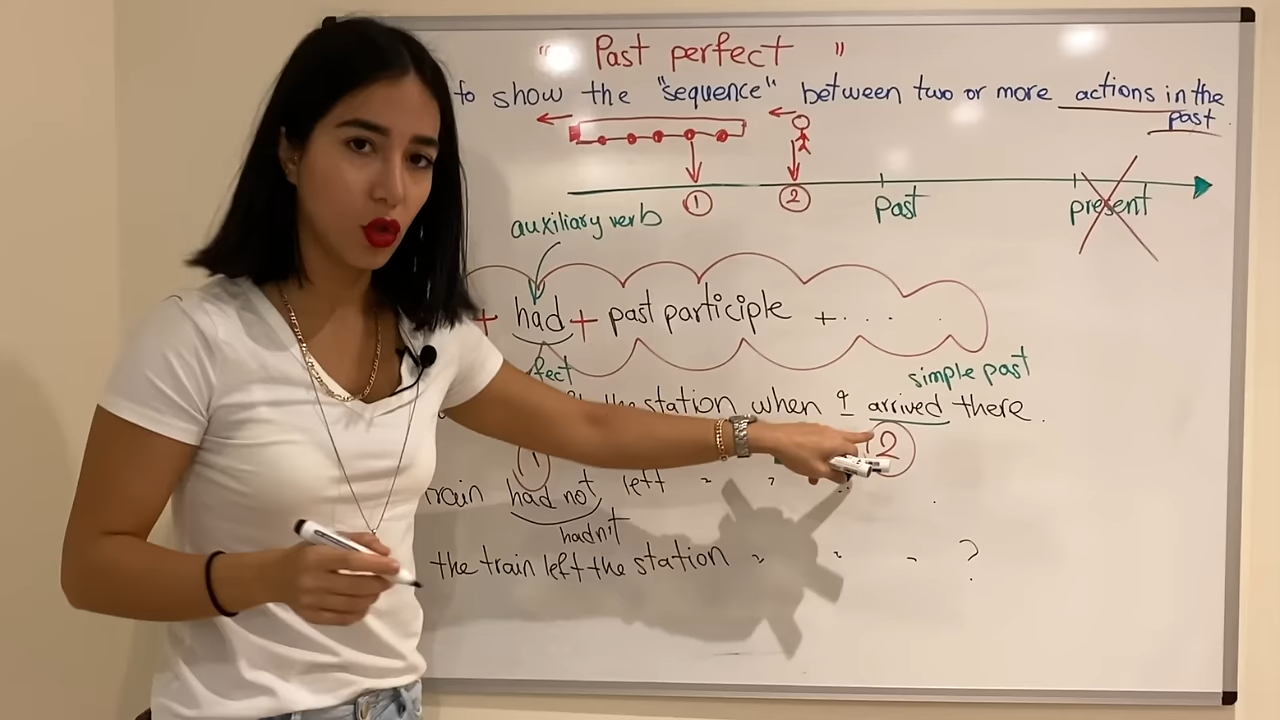 " Past perfect "
to show the "sequence" between two or more actions in the
past
1 2 past present
auxiliary verb
+ had + past participle + . . . .
fect simple past
the station when I arrived there.
1 2
rain had not left " "
hadn't
the train left the station " " " ?